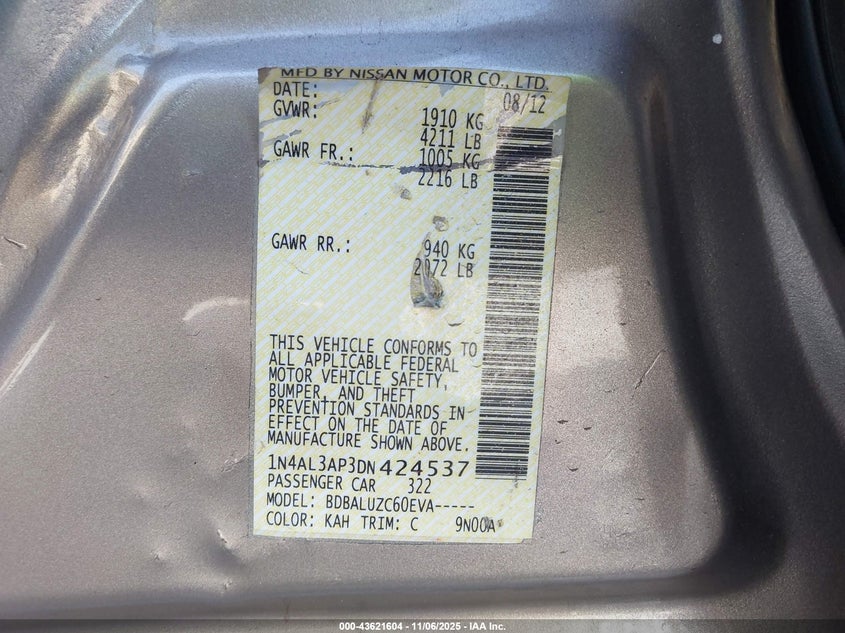 MFD BY NISSAN MOTOR CO., LTD.
DATE: 08/12
GVWR: 1910 KG
4211 LB
GAWR FR.: 1005 KG
2216 LB
GAWR RR.: 940 KG
2072 LB
THIS VEHICLE CONFORMS TO
ALL APPLICABLE FEDERAL
MOTOR VEHICLE SAFETY,
BUMPER, AND THEFT
PREVENTION STANDARDS IN
EFFECT ON THE DATE OF
MANUFACTURE SHOWN ABOVE.
1N4AL3AP3DN424537
PASSENGER CAR 322
MODEL: BDBALUZC60EVA-----
COLOR: KAH TRIM: C 9N00A
000-43621604 - 11/06/2025 - IAA Inc.